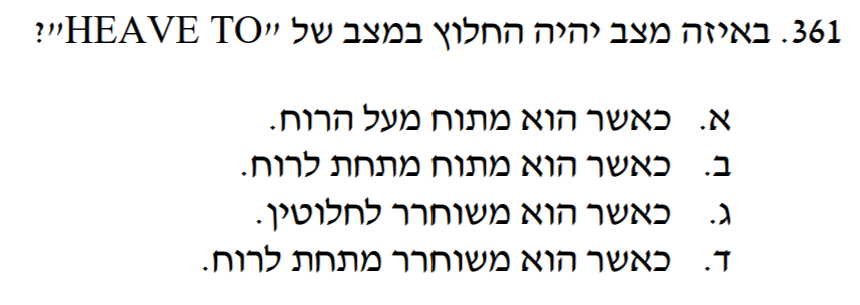 361. באיזה מצב יהיה החלוץ במצב של "HEAVE TO"?
א. כאשר הוא מתוח מעל הרוח.
ב. כאשר הוא מתוח מתחת לרוח.
ג. כאשר הוא משוחרר לחלוטין.
ד. כאשר הוא משוחרר מתחת לרוח.